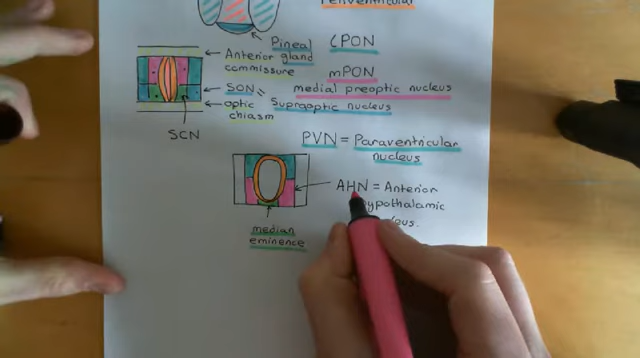 Periventricular
Pineal
gland
LPON
Anterior
commissure
mPON
SON
medial preoptic nucleus
optic
chiasm
Supraoptic nucleus
SCN
PVN = Paraventricular
nucleus
AHN = Anterior
hypothalamic
median
eminence